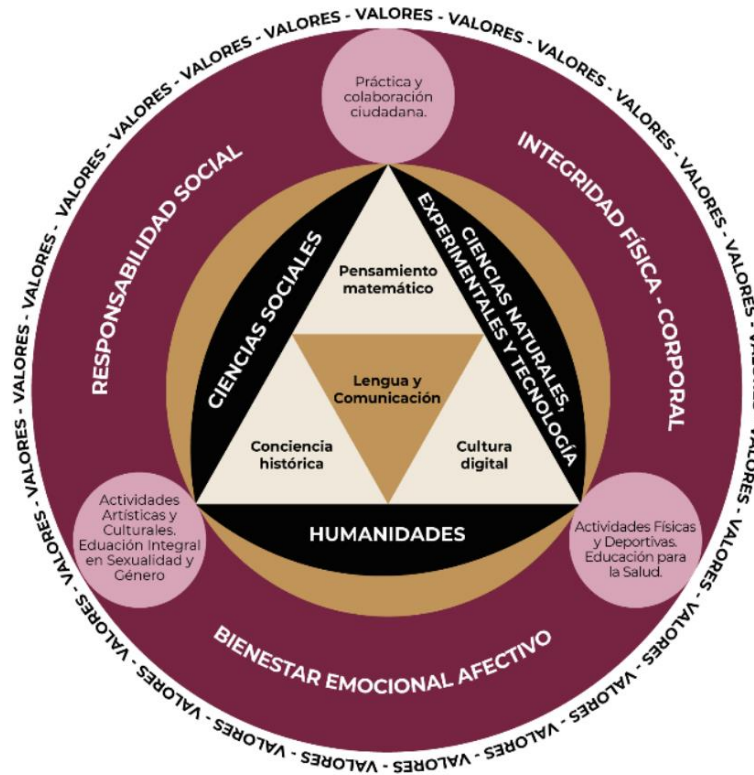 VALORES - VALORES - VALORES - VALORES - VALORES - VALORES - VALORES - VALORES - VALORES - VALORES - VALORES - VALORES - VALORES - VALORES - VALORES - VALORES - VALORES - VALORES - VALORES - VALORES - VALORES - VALORES - VALORES
Práctica y
colaboración
ciudadana.
RESPONSABILIDAD SOCIAL
INTEGRIDAD FÍSICA - CORPORAL
CIENCIAS SOCIALES
CIENCIAS NATURALES,
EXPERIMENTALES Y TECNOLOGÍA
Pensamiento
matemático
Lengua y
Comunicación
Conciencia
histórica
Cultura
digital
HUMANIDADES
Actividades
Artísticas y
Culturales.
Eduación Integral
en Sexualidad y
Género
Actividades Físicas
y Deportivas.
Educación para
la Salud.
BIENESTAR EMOCIONAL AFECTIVO